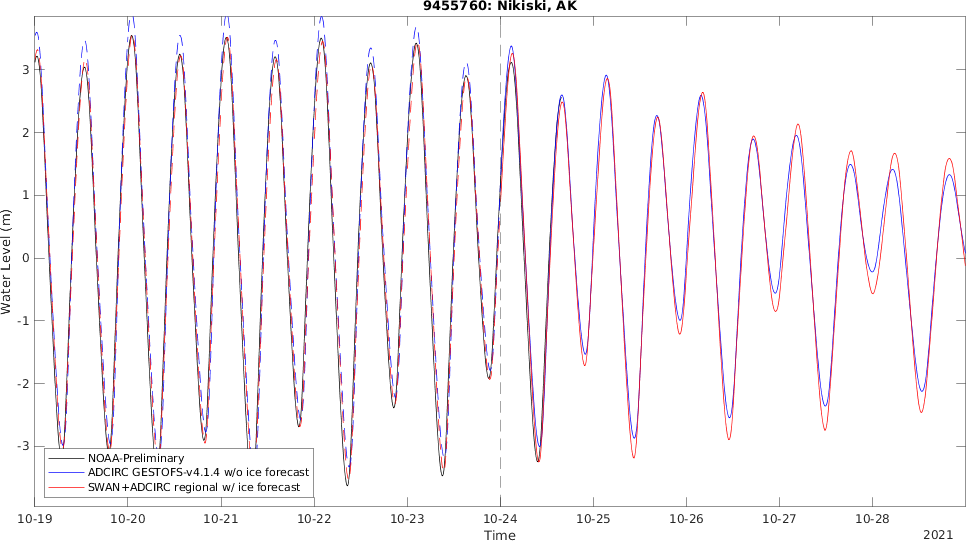 9455760: Nikiski, AK
3
2
1
0
-1
-2
-3
Water Level (m)
NOAA-Preliminary
ADCIRC GESTOFS-v4.1.4 w/o ice forecast
SWAN+ADCIRC regional w/ ice forecast
10-19 10-20 10-21 10-22 10-23 10-24 10-25 10-26 10-27 10-28
Time
2021